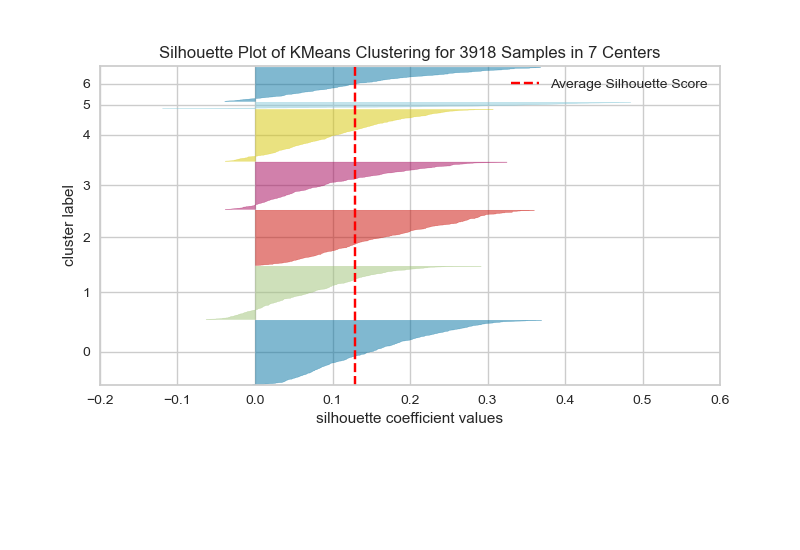 Silhouette Plot of KMeans Clustering for 3918 Samples in 7 Centers
Average Silhouette Score
cluster label
6
5
4
3
2
1
0
−0.2 −0.1 0.0 0.1 0.2 0.3 0.4 0.5 0.6
silhouette coefficient values